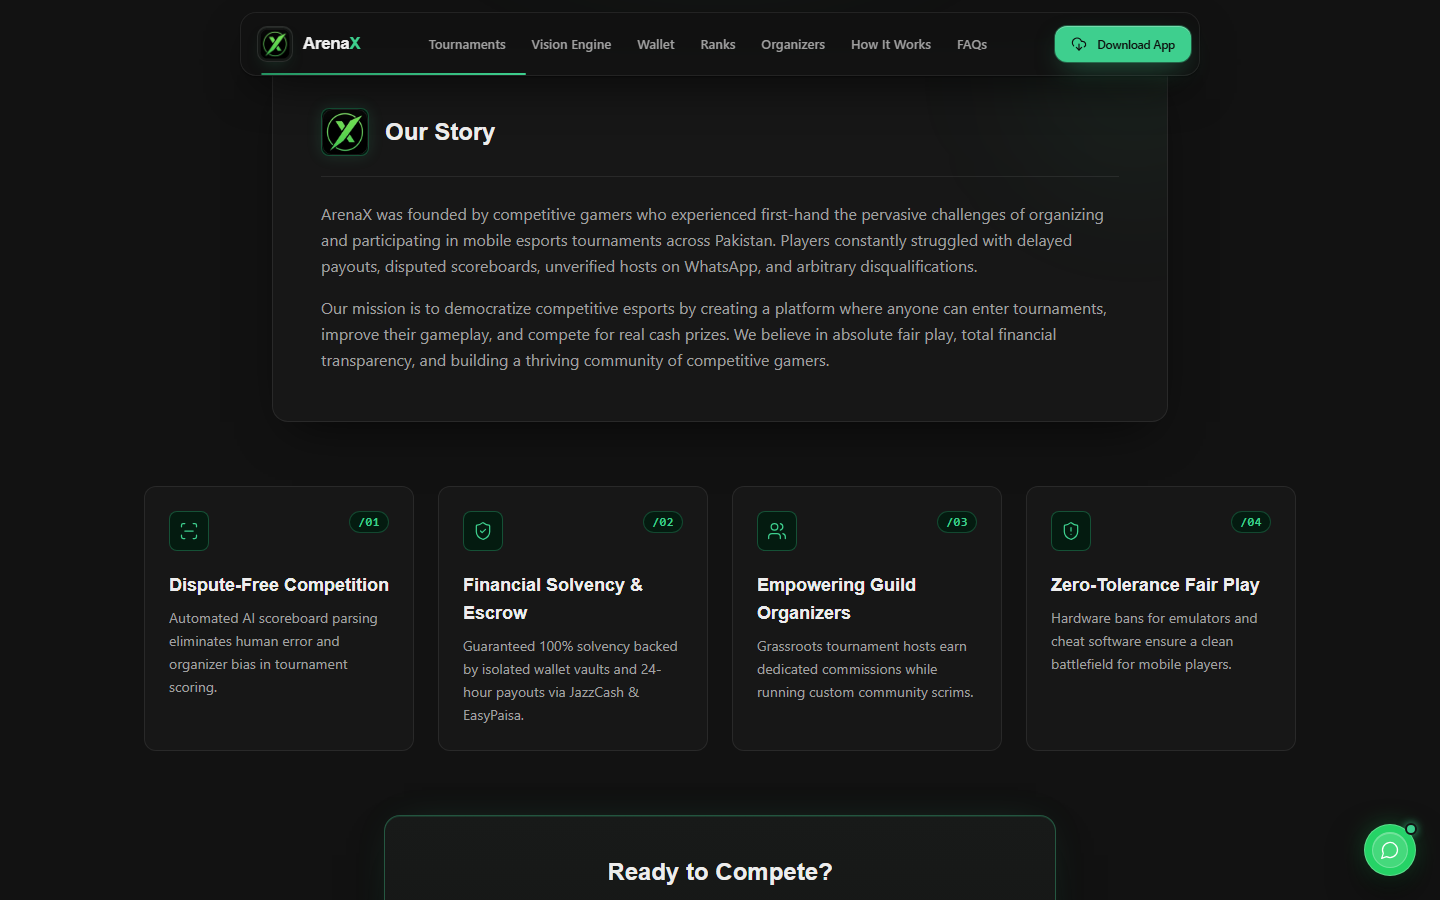 ArenaX
Tournaments
Vision Engine
Wallet
Ranks
Organizers
How It Works
FAQs
Download App
Our Story
ArenaX was founded by competitive gamers who experienced first-hand the pervasive challenges of organizing
and participating in mobile esports tournaments across Pakistan. Players constantly struggled with delayed
payouts, disputed scoreboards, unverified hosts on WhatsApp, and arbitrary disqualifications.
Our mission is to democratize competitive esports by creating a platform where anyone can enter tournaments,
improve their gameplay, and compete for real cash prizes. We believe in absolute fair play, total financial
transparency, and building a thriving community of competitive gamers.
/01
Dispute-Free Competition
Automated AI scoreboard parsing
eliminates human error and
organizer bias in tournament
scoring.
/02
Financial Solvency &
Escrow
Guaranteed 100% solvency backed
by isolated wallet vaults and 24-
hour payouts via JazzCash &
EasyPaisa.
/03
Empowering Guild
Organizers
Grassroots tournament hosts earn
dedicated commissions while
running custom community scrims.
/04
Zero-Tolerance Fair Play
Hardware bans for emulators and
cheat software ensure a clean
battlefield for mobile players.
Ready to Compete?